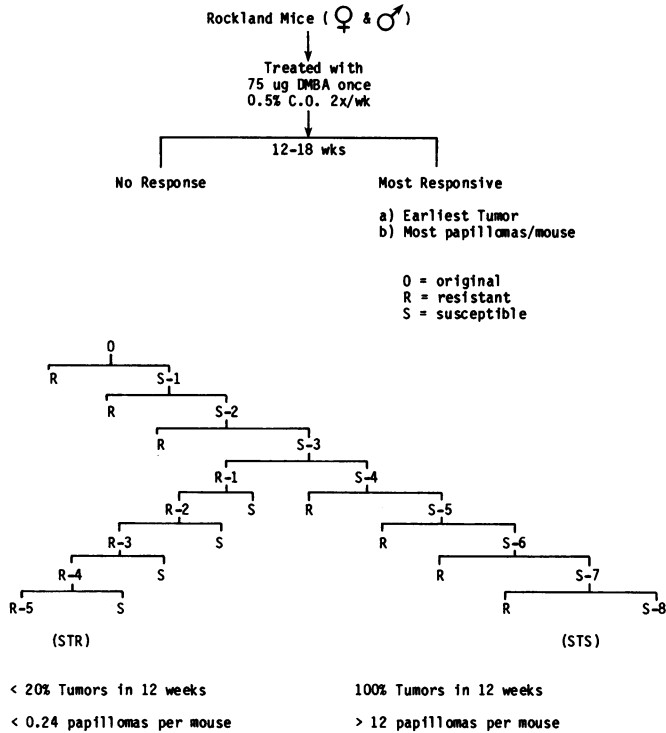 Rockland Mice (♀ & ♂)
Treated with
75 ug DMBA once
0.5% C.O. 2x/wk
12-18 wks
No Response
Most Responsive
a) Earliest Tumor
b) Most papillomas/mouse
O = original
R = resistant
S = susceptible
O
R S-1
R S-2
R S-3
R-1 S-4
R-2 S R S-5
R-3 S R S-6
R-4 S R S-7
R-5 S R S-8
(STR) (STS)
< 20% Tumors in 12 weeks
100% Tumors in 12 weeks
< 0.24 papillomas per mouse
> 12 papillomas per mouse